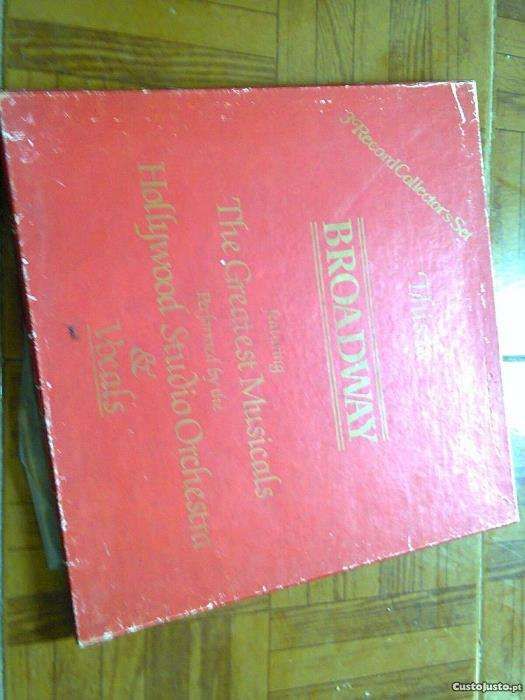 3 Record Collector's Set
This is
BROADWAY
featuring
The Greatest Musicals
Performed by the
Hollywood Studio Orchestra
&
Vocals
CustoJusto.pt